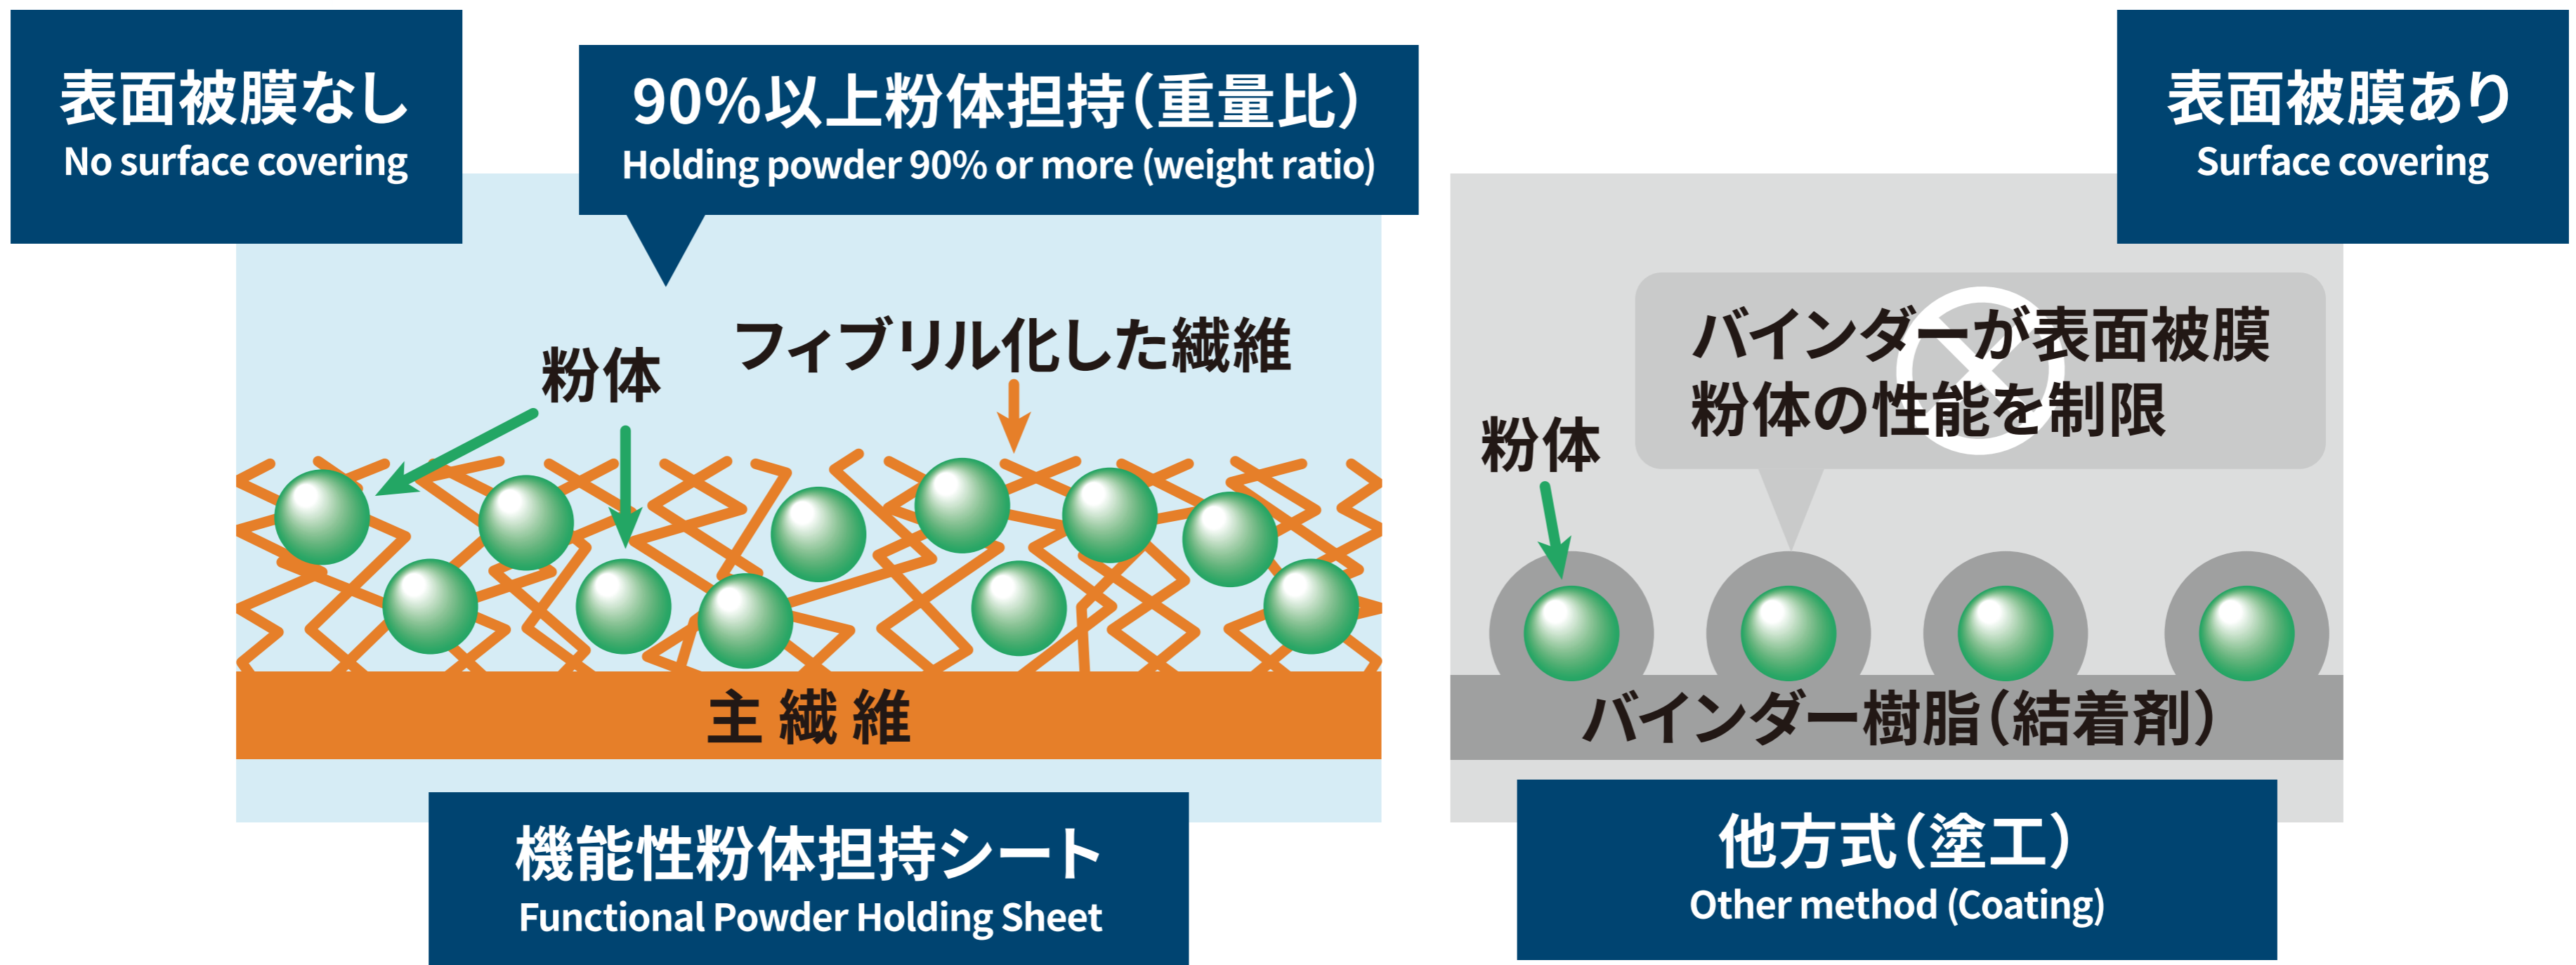 表面被膜なし
No surface covering
90%以上粉体担持（重量比）
Holding powder 90% or more (weight ratio)
粉体
フィブリル化した繊維
主繊維
機能性粉体担持シート
Functional Powder Holding Sheet
表面被膜あり
Surface covering
バインダーが表面被膜
粉体の性能を制限
粉体
バインダー樹脂（結着剤）
他方式（塗工）
Other method (Coating)